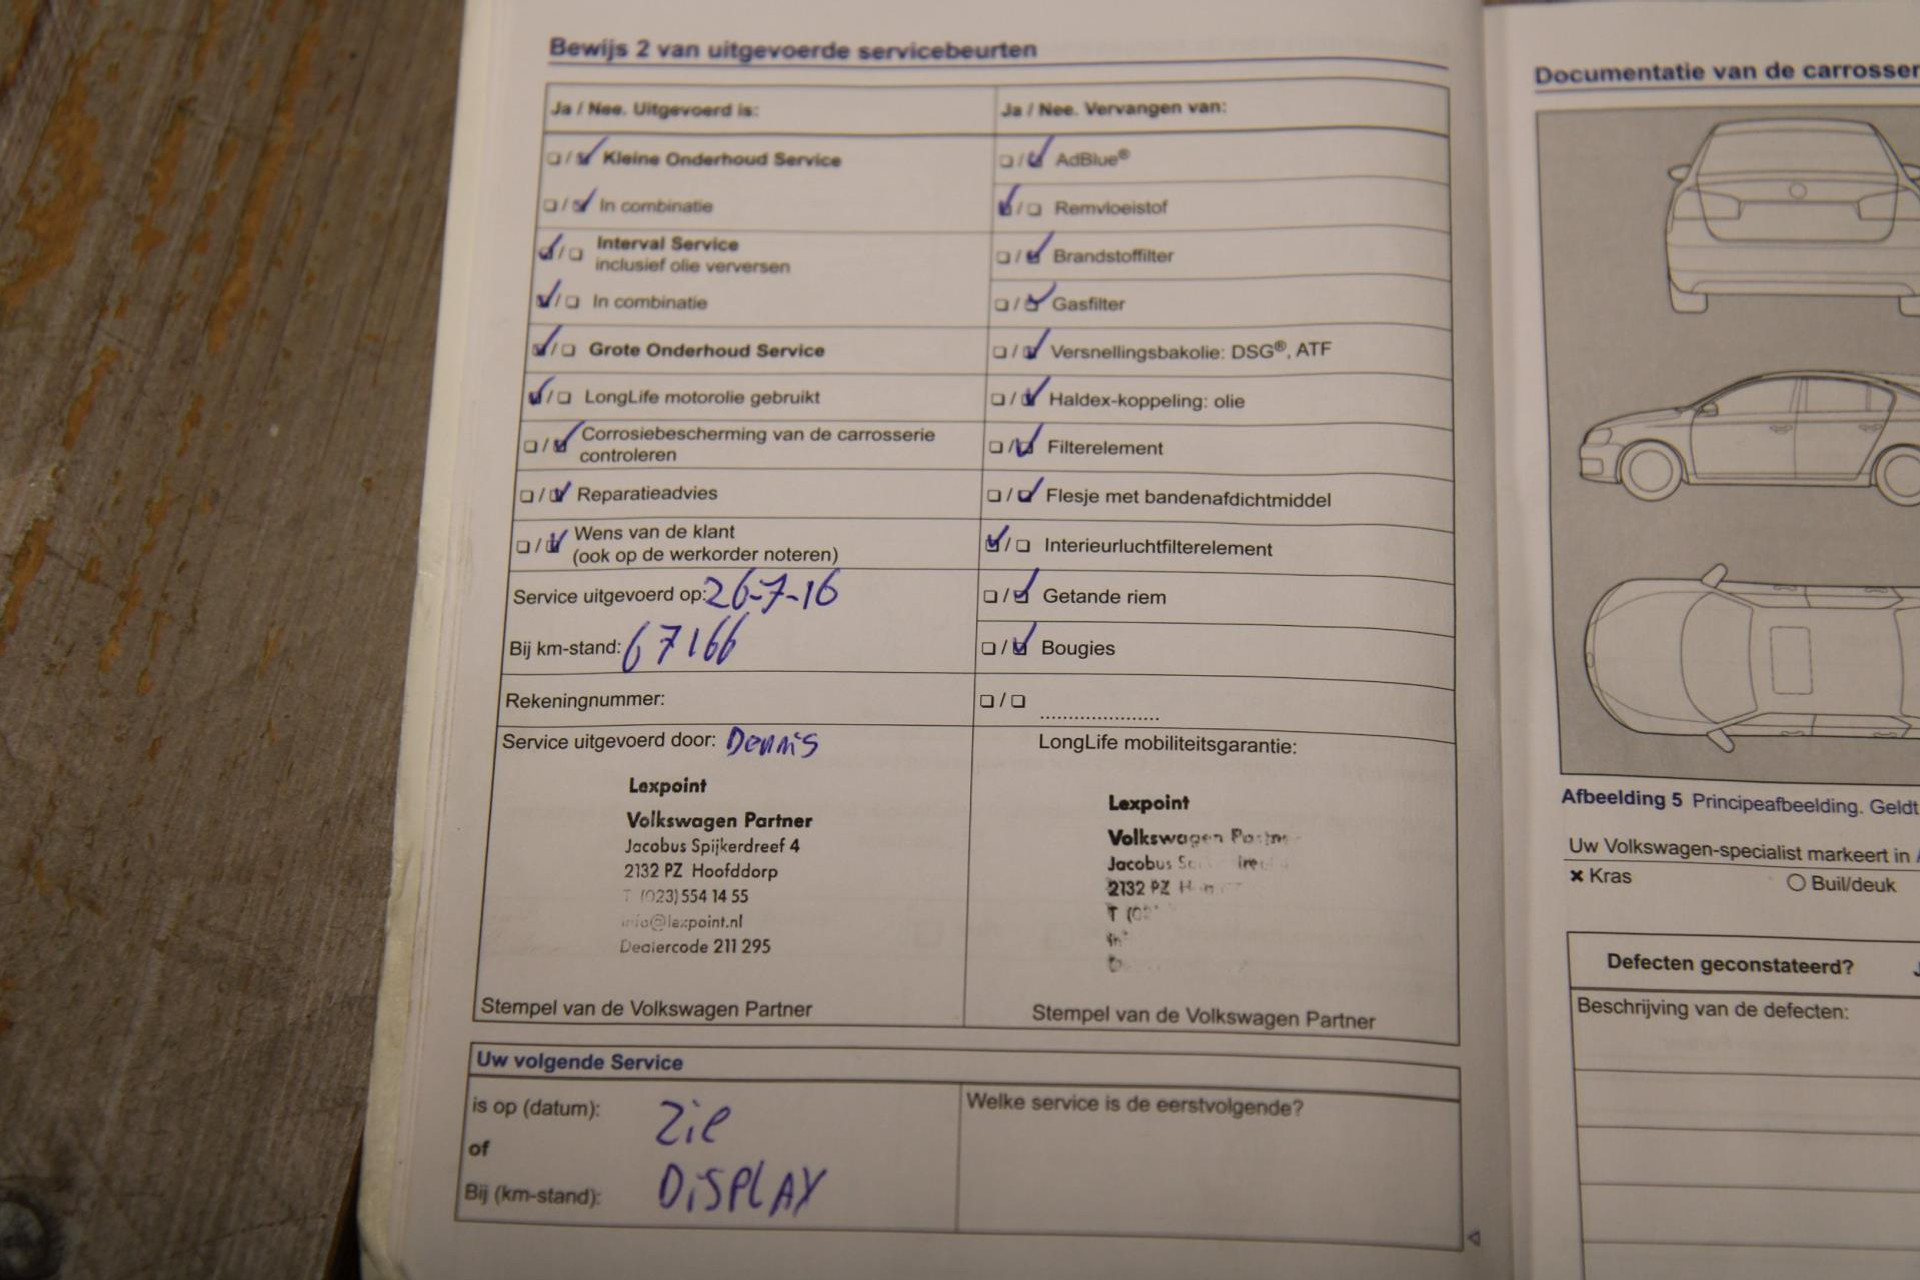 Bewijs 2 van uitgevoerde servicebeurten
Ja / Nee. Uitgevoerd is:
❏ / ❏ ✓ Kleine Onderhoud Service
❏ / ❏ ✓ In combinatie
❏ ✓ / ❏ Interval Service
inclusief olie verversen
❏ ✓ / ❏ In combinatie
❏ ✓ / ❏ Grote Onderhoud Service
❏ ✓ / ❏ LongLife motorolie gebruikt
❏ / ❏ ✓ Corrosiebescherming van de carrosserie
controleren
❏ / ❏ ✓ Reparatieadvies
❏ / ❏ ✓ Wens van de klant
(ook op de werkorder noteren)
Service uitgevoerd op: 26-7-16
Bij km-stand: 67166
Rekeningnummer:
Service uitgevoerd door: Dennis
Lexpoint
Volkswagen Partner
Jacobus Spijkerdreef 4
2132 PZ Hoofddorp
T (023) 554 14 55
info@lexpoint.nl
Dealercode 211 295
Stempel van de Volkswagen Partner
Ja / Nee. Vervangen van:
❏ / ❏ ✓ AdBlue®
❏ ✓ / ❏ Remvloeistof
❏ / ❏ ✓ Brandstoffilter
❏ / ❏ ✓ Gasfilter
❏ / ❏ ✓ Versnellingsbakolie: DSG®, ATF
❏ / ❏ ✓ Haldex-koppeling: olie
❏ / ❏ ✓ Filterelement
❏ / ❏ ✓ Flesje met bandenafdichtmiddel
❏ ✓ / ❏ Interieurluchtfilterelement
❏ / ❏ ✓ Getande riem
❏ / ❏ ✓ Bougies
❏ / ❏ ....................
LongLife mobiliteitsgarantie:
Lexpoint
Volkswagen
Jacobus
2132 PZ
T
Stempel van de Volkswagen Partner
Uw volgende Service
is op (datum): Zie
of
Bij (km-stand): DiSPLAY
Welke service is de eerstvolgende?
Documentatie van de
Afbeelding 5 Principeafbeelding. Geldt
Uw Volkswagen-specialist markeert in
× Kras
○ Buil/deuk
Defecten geconstateerd?
Beschrijving van de defecten: